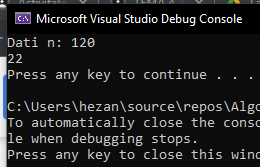 Microsoft Visual Studio Debug Console
Dati n: 120
22
Press any key to continue . . .
C:\Users\hezan\source\repos\Algo
To automatically close the conso
le when debugging stops.
Press any key to close this wind